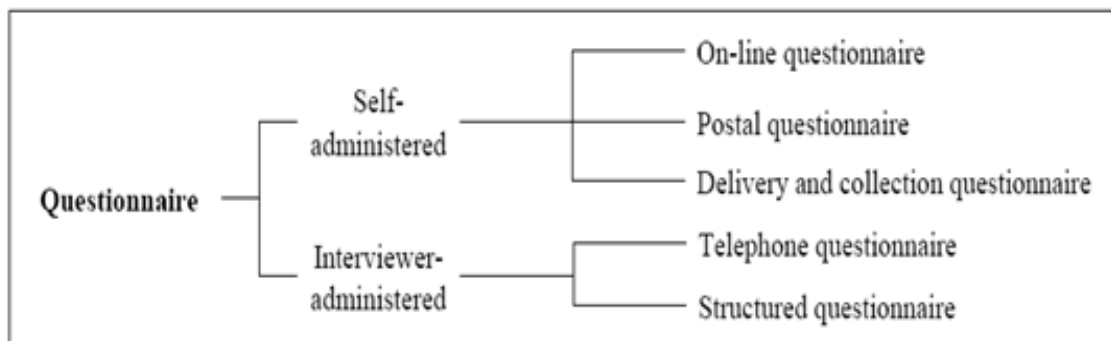 Questionnaire
Self-
administered
On-line questionnaire
Postal questionnaire
Delivery and collection questionnaire
Interviewer-
administered
Telephone questionnaire
Structured questionnaire